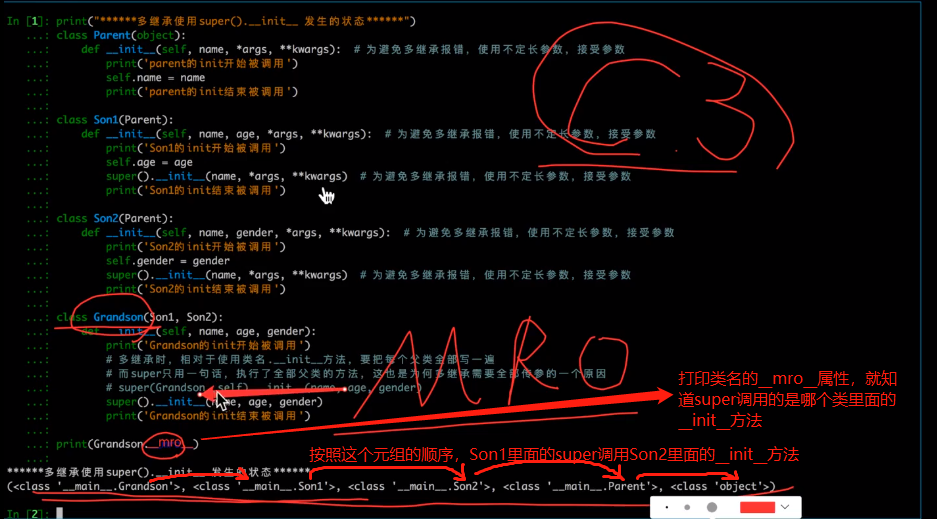 In [1]: print("******多继承使用super().__init__ 发生的状态******")
...: class Parent(object):
...:     def __init__(self, name, *args, **kwargs):  # 为避免多继承报错，使用不定长参数，接受参数
...:         print('parent的init开始被调用')
...:         self.name = name
...:         print('parent的init结束被调用')
...:
...: class Son1(Parent):
...:     def __init__(self, name, age, *args, **kwargs):  # 为避免多继承报错，使用不定长参数，接受参数
...:         print('Son1的init开始被调用')
...:         self.age = age
...:         super().__init__(name, *args, **kwargs)  # 为避免多继承报错，使用不定长参数，接受参数
...:         print('Son1的init结束被调用')
...:
...: class Son2(Parent):
...:     def __init__(self, name, gender, *args, **kwargs):  # 为避免多继承报错，使用不定长参数，接受参数
...:         print('Son2的init开始被调用')
...:         self.gender = gender
...:         super().__init__(name, *args, **kwargs)  # 为避免多继承报错，使用不定长参数，接受参数
...:         print('Son2的init结束被调用')
...:
...: class Grandson(Son1, Son2):
...:     def __init__(self, name, age, gender):
...:         print('Grandson的init开始被调用')
...:         # 多继承时，相对于使用类名.__init__方法，要把每个父类全部写一遍
...:         # 而super只用一句话，执行了全部父类的方法，这也是为何多继承需要全部传参的一个原因
...:         # super(Grandson, self).__init__(name, age, gender)
...:         super().__init__(name, age, gender)
...:         print('Grandson的init结束被调用')
...:
...: print(Grandson.__mro__)
...:
******多继承使用super().__init__ 发生的状态******
(<class '__main__.Grandson'>, <class '__main__.Son1'>, <class '__main__.Son2'>, <class '__main__.Parent'>, <class 'object'>)
In [2]:
C3
MRO
打印类名的__mro__属性，就知
道super调用的是哪个类里面的
__init__方法
按照这个元组的顺序，Son1里面的super调用Son2里面的__init__方法